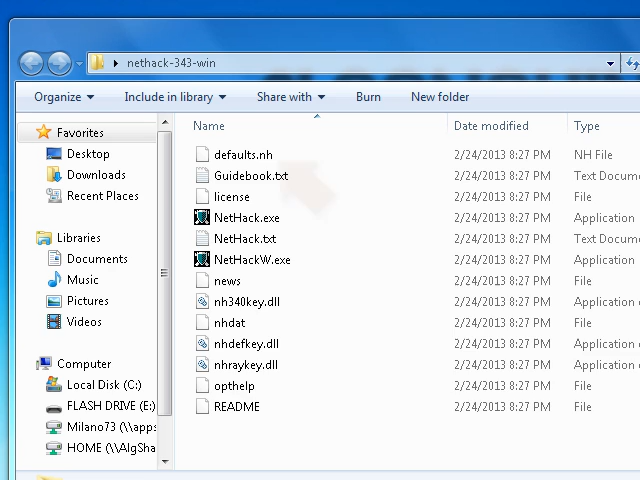 nethack-343-win
Organize Include in library Share with Burn New folder
Favorites
Desktop
Downloads
Recent Places
Libraries
Documents
Music
Pictures
Videos
Computer
Local Disk (C:)
FLASH DRIVE (E:)
Milano73 (\\apps
HOME (\\AlgSha
Name Date modified Type
defaults.nh 2/24/2013 8:27 PM NH File
Guidebook.txt 2/24/2013 8:27 PM Text Docum
license 2/24/2013 8:27 PM File
NetHack.exe 2/24/2013 8:27 PM Application
NetHack.txt 2/24/2013 8:27 PM Text Docum
NetHackW.exe 2/24/2013 8:27 PM Application
news 2/24/2013 8:27 PM File
nh340key.dll 2/24/2013 8:27 PM Application e
nhdat 2/24/2013 8:27 PM File
nhdefkey.dll 2/24/2013 8:27 PM Application e
nhraykey.dll 2/24/2013 8:27 PM Application e
opthelp 2/24/2013 8:27 PM File
README 2/24/2013 8:27 PM File